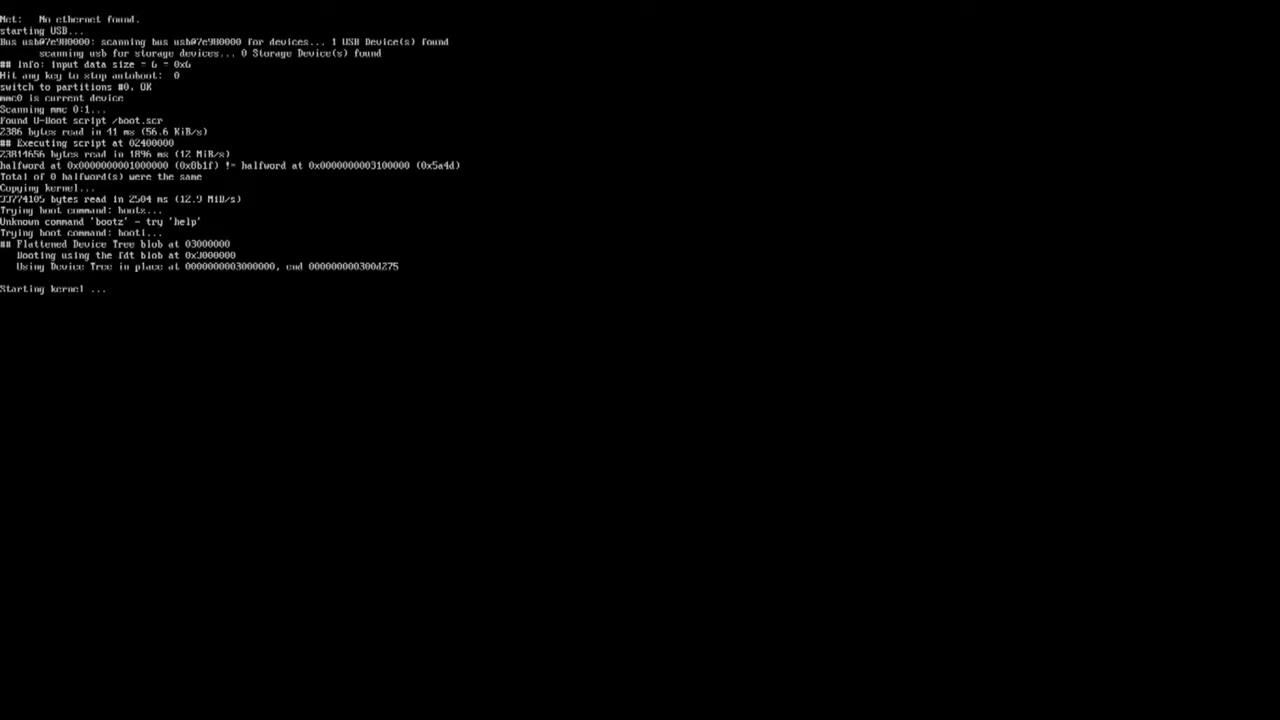 Net:   No ethernet found.
starting USB...
Bus usb@7e980000: scanning bus usb@7e980000 for devices... 1 USB Device(s) found
       scanning usb for storage devices... 0 Storage Device(s) found
## Info: input data size = 6 = 0x6
Hit any key to stop autoboot:  0
switch to partitions #0, OK
mmc0 is current device
Scanning mmc 0:1...
Found U-Boot script /boot.scr
2386 bytes read in 41 ms (56.6 KiB/s)
## Executing script at 02400000
23814656 bytes read in 1896 ms (12 MiB/s)
halfword at 0x0000000001000000 (0x8b1f) != halfword at 0x0000000003100000 (0x5a4d)
Total of 0 halfword(s) were the same
Copying kernel...
33774105 bytes read in 2504 ms (12.9 MiB/s)
Trying boot command: bootz...
Unknown command 'bootz' - try 'help'
Trying boot command: booti...
## Flattened Device Tree blob at 03000000
   Booting using the fdt blob at 0x3000000
   Using Device Tree in place at 0000000003000000, end 000000000300d275
Starting kernel ...